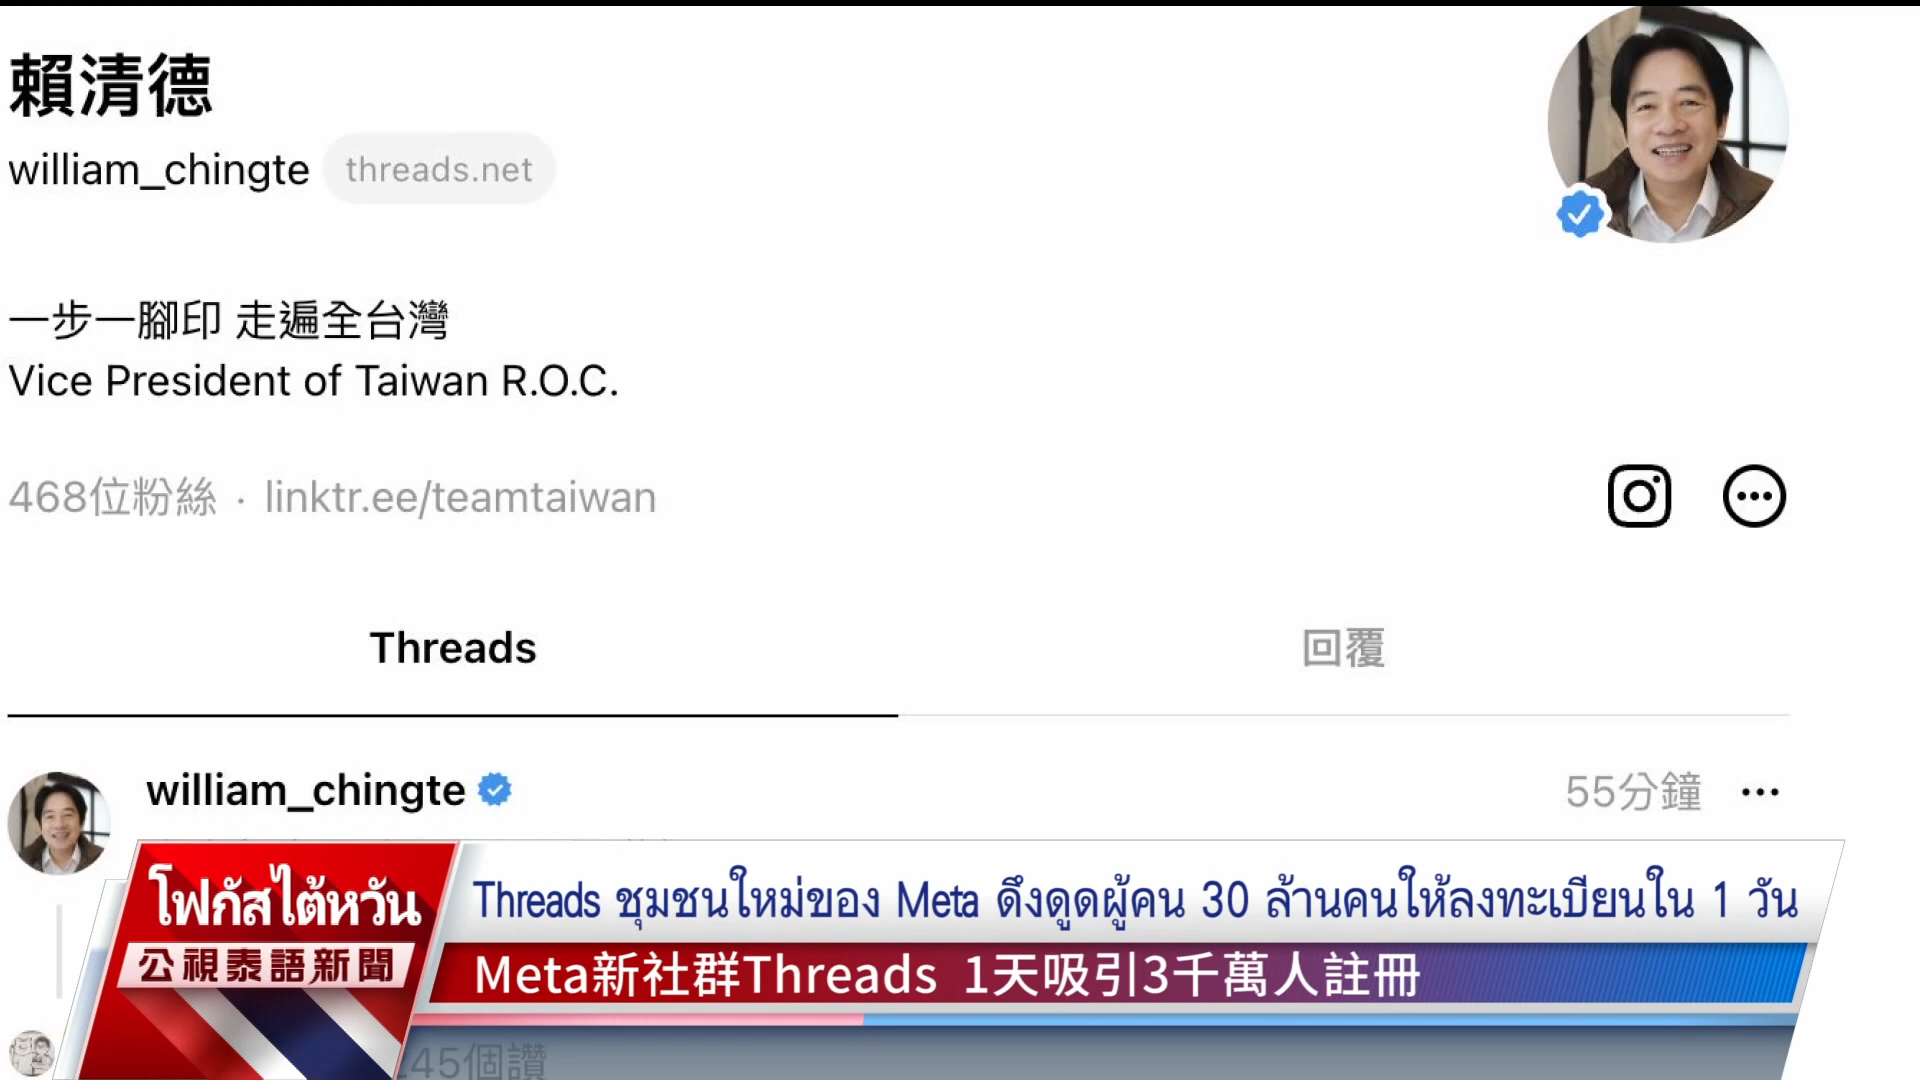 賴清德
william_chingte threads.net
一步一腳印 走遍全台灣
Vice President of Taiwan R.O.C.
468位粉絲 · linktr.ee/teamtaiwan
Threads 回覆
william_chingte 55分鐘
โฟกัสไต้หวัน
公視泰語新聞
Threads ชุมชนใหม่ของ Meta ดึงดูดผู้คน 30 ล้านคนให้ลงทะเบียนใน 1 วัน
Meta新社群Threads 1天吸引3千萬人註冊
245個讚